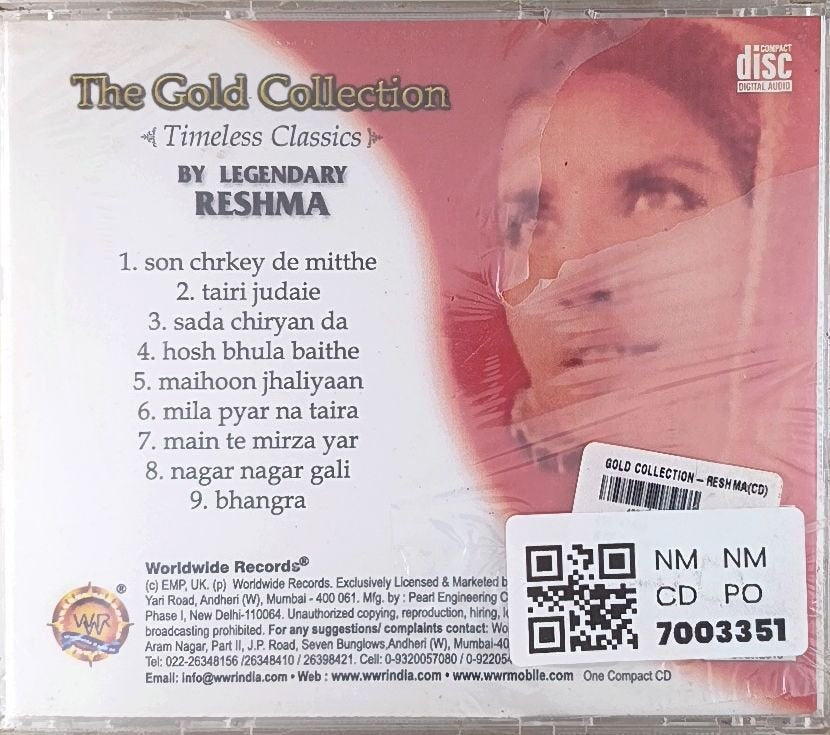 COMPACT
disc
DIGITAL AUDIO
The Gold Collection
Timeless Classics
BY LEGENDARY
RESHMA
1. son chrkey de mitthe
2. tairi judaie
3. sada chiryan da
4. hosh bhula baithe
5. maihoon jhaliyaan
6. mila pyar na taira
7. main te mirza yar
8. nagar nagar gali
9. bhangra
GOLD COLLECTION – RESHMA(CD)
NM NM
CD PO
7003351
Worldwide Records®
(c) EMP, UK. (p) Worldwide Records. Exclusively Licensed & Marketed b
Yari Road, Andheri (W), Mumbai - 400 061. Mfg. by : Pearl Engineering C
Phase I, New Delhi-110064. Unauthorized copying, reproduction, hiring, l
broadcasting prohibited. For any suggestions/ complaints contact: Wo
Aram Nagar, Part II, J.P. Road, Seven Bunglows,Andheri (W), Mumbai-40
Tel: 022-26348156 /26348410 / 26398421. Cell: 0-9320057080 / 0-92205
Email: info@wwrindia.com • Web : www.wwrindia.com • www.wwrmobile.com One Compact CD
WWR
®